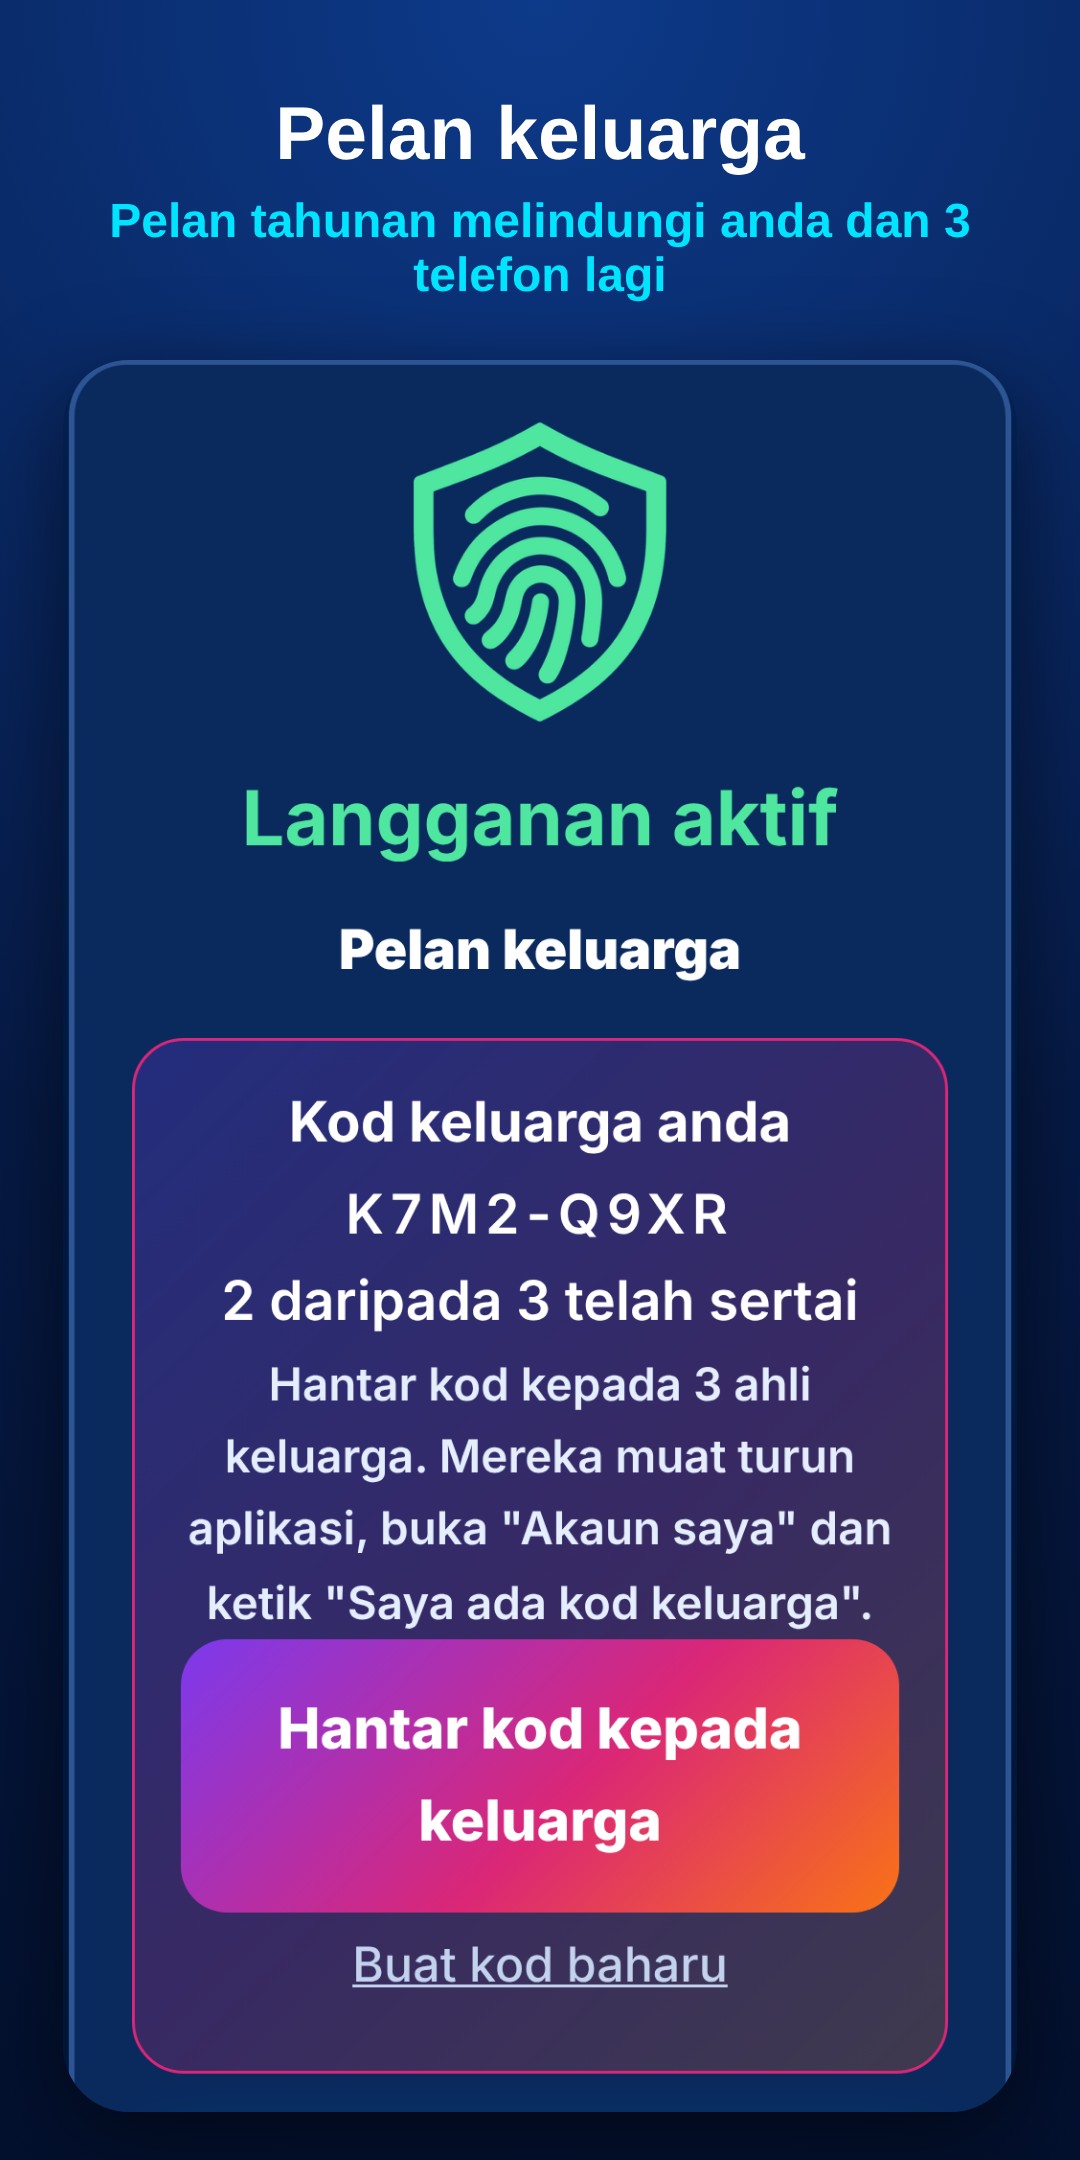 Pelan keluarga
Pelan tahunan melindungi anda dan 3
telefon lagi
Langganan aktif
Pelan keluarga
Kod keluarga anda
K7M2-Q9XR
2 daripada 3 telah sertai
Hantar kod kepada 3 ahli
keluarga. Mereka muat turun
aplikasi, buka "Akaun saya" dan
ketik "Saya ada kod keluarga".
Hantar kod kepada
keluarga
Buat kod baharu